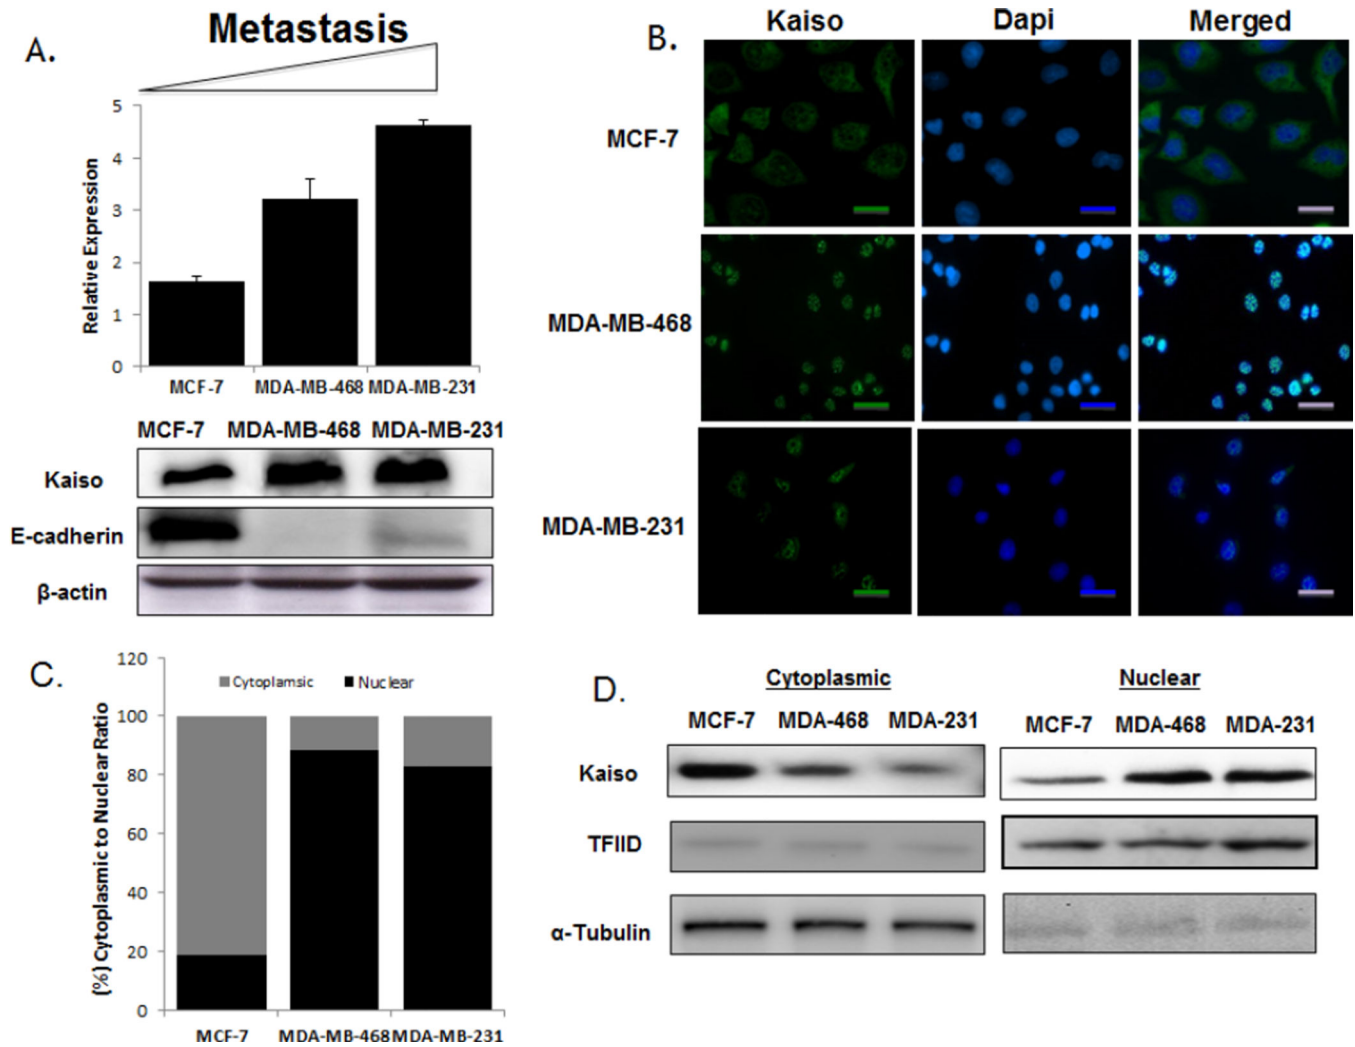 A.
Metastasis
5
4
3
2
1
0
Relative Expression
MCF-7 MDA-MB-468 MDA-MB-231
MCF-7 MDA-MB-468 MDA-MB-231
Kaiso
E-cadherin
β-actin
B.
Kaiso Dapi Merged
MCF-7
MDA-MB-468
MDA-MB-231
C.
120
100
80
60
40
20
0
(%) Cytoplasmic to Nuclear Ratio
Cytoplamsic Nuclear
MCF-7 MDA-MB-468 MDA-MB-231
D.
Cytoplasmic Nuclear
MCF-7 MDA-468 MDA-231 MCF-7 MDA-468 MDA-231
Kaiso
TFIID
α-Tubulin